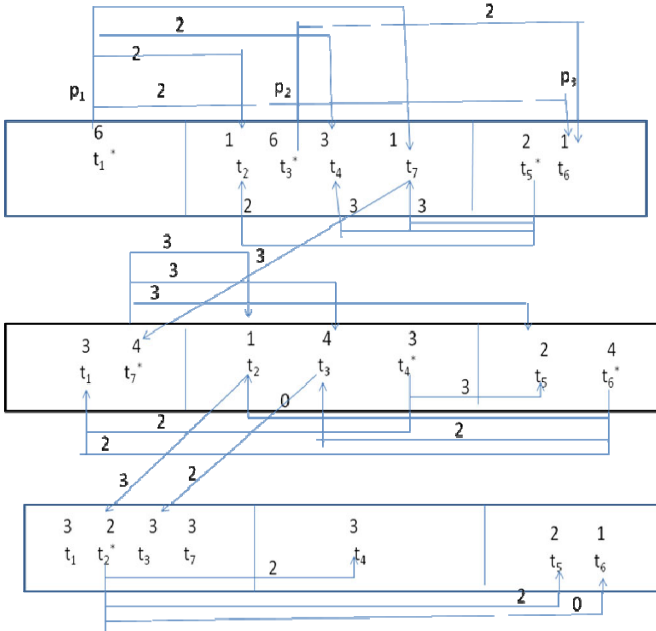 2
2
2
p1 2 p2 p3
6 1 6 3 1 2 1
t1* t2 t3* t4 t7 t5* t6
2 3 3
3
3 3
3
3 4 1 4 3 2 4
t1 t7* t2 t3 t4* t5 t6*
0 3
2 2
2
3 2
3 2 3 3 3 2 1
t1 t2* t3 t7 t4 t5 t6
2
2 0